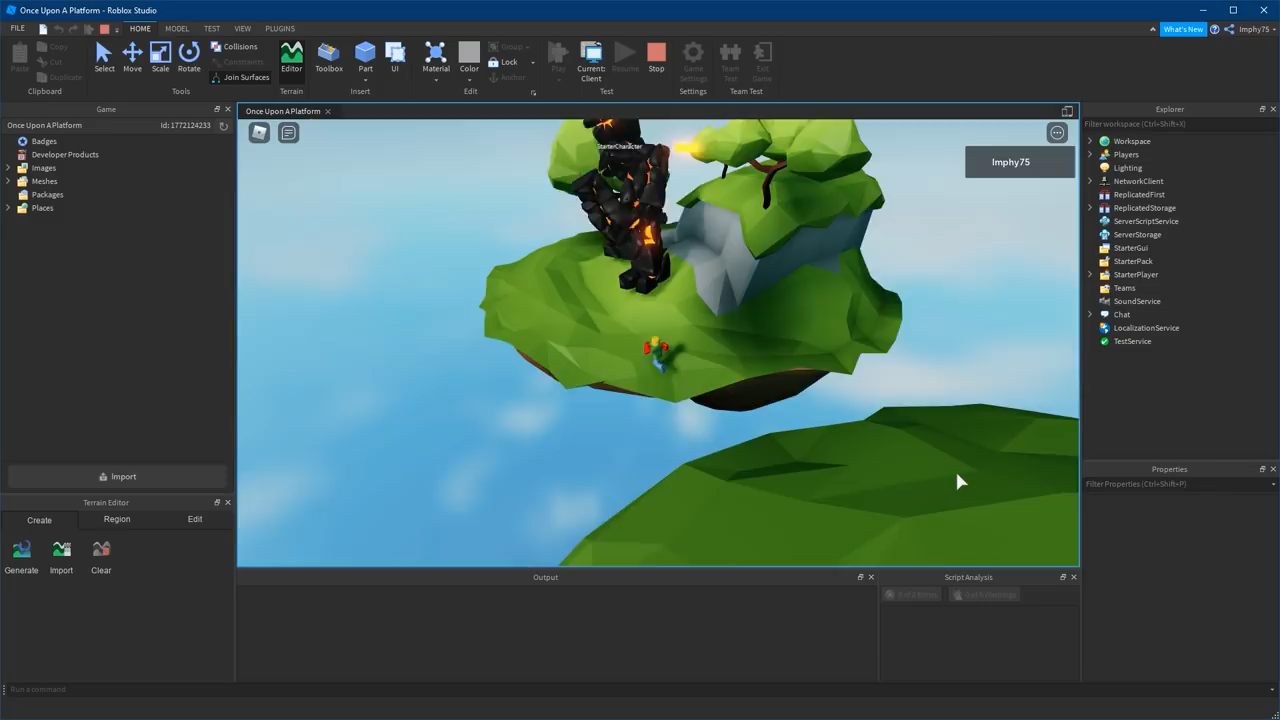 Once Upon A Platform - Roblox Studio
FILE
HOME
MODEL
TEST
VIEW
PLUGINS
What's New
Imphy75
Paste
Copy
Cut
Duplicate
Clipboard
Select
Move
Scale
Rotate
Collisions
Constraints
Join Surfaces
Tools
Editor
Terrain
Toolbox
Part
UI
Insert
Material
Color
Group
Lock
Anchor
Edit
Play
Current:
Client
Resume
Stop
Test
Game
Settings
Settings
Team
Test
Exit
Game
Team Test
Game
Once Upon A Platform
Id: 1772124233
Badges
Developer Products
Images
Meshes
Packages
Places
Import
Terrain Editor
Create
Region
Edit
Generate
Import
Clear
Once Upon A Platform
StarterCharacter
Imphy75
Output
Script Analysis
Explorer
Filter workspace (Ctrl+Shift+X)
Workspace
Players
Lighting
NetworkClient
ReplicatedFirst
ReplicatedStorage
ServerScriptService
ServerStorage
StarterGui
StarterPack
StarterPlayer
Teams
SoundService
Chat
LocalizationService
TestService
Properties
Filter Properties (Ctrl+Shift+P)
Run a command